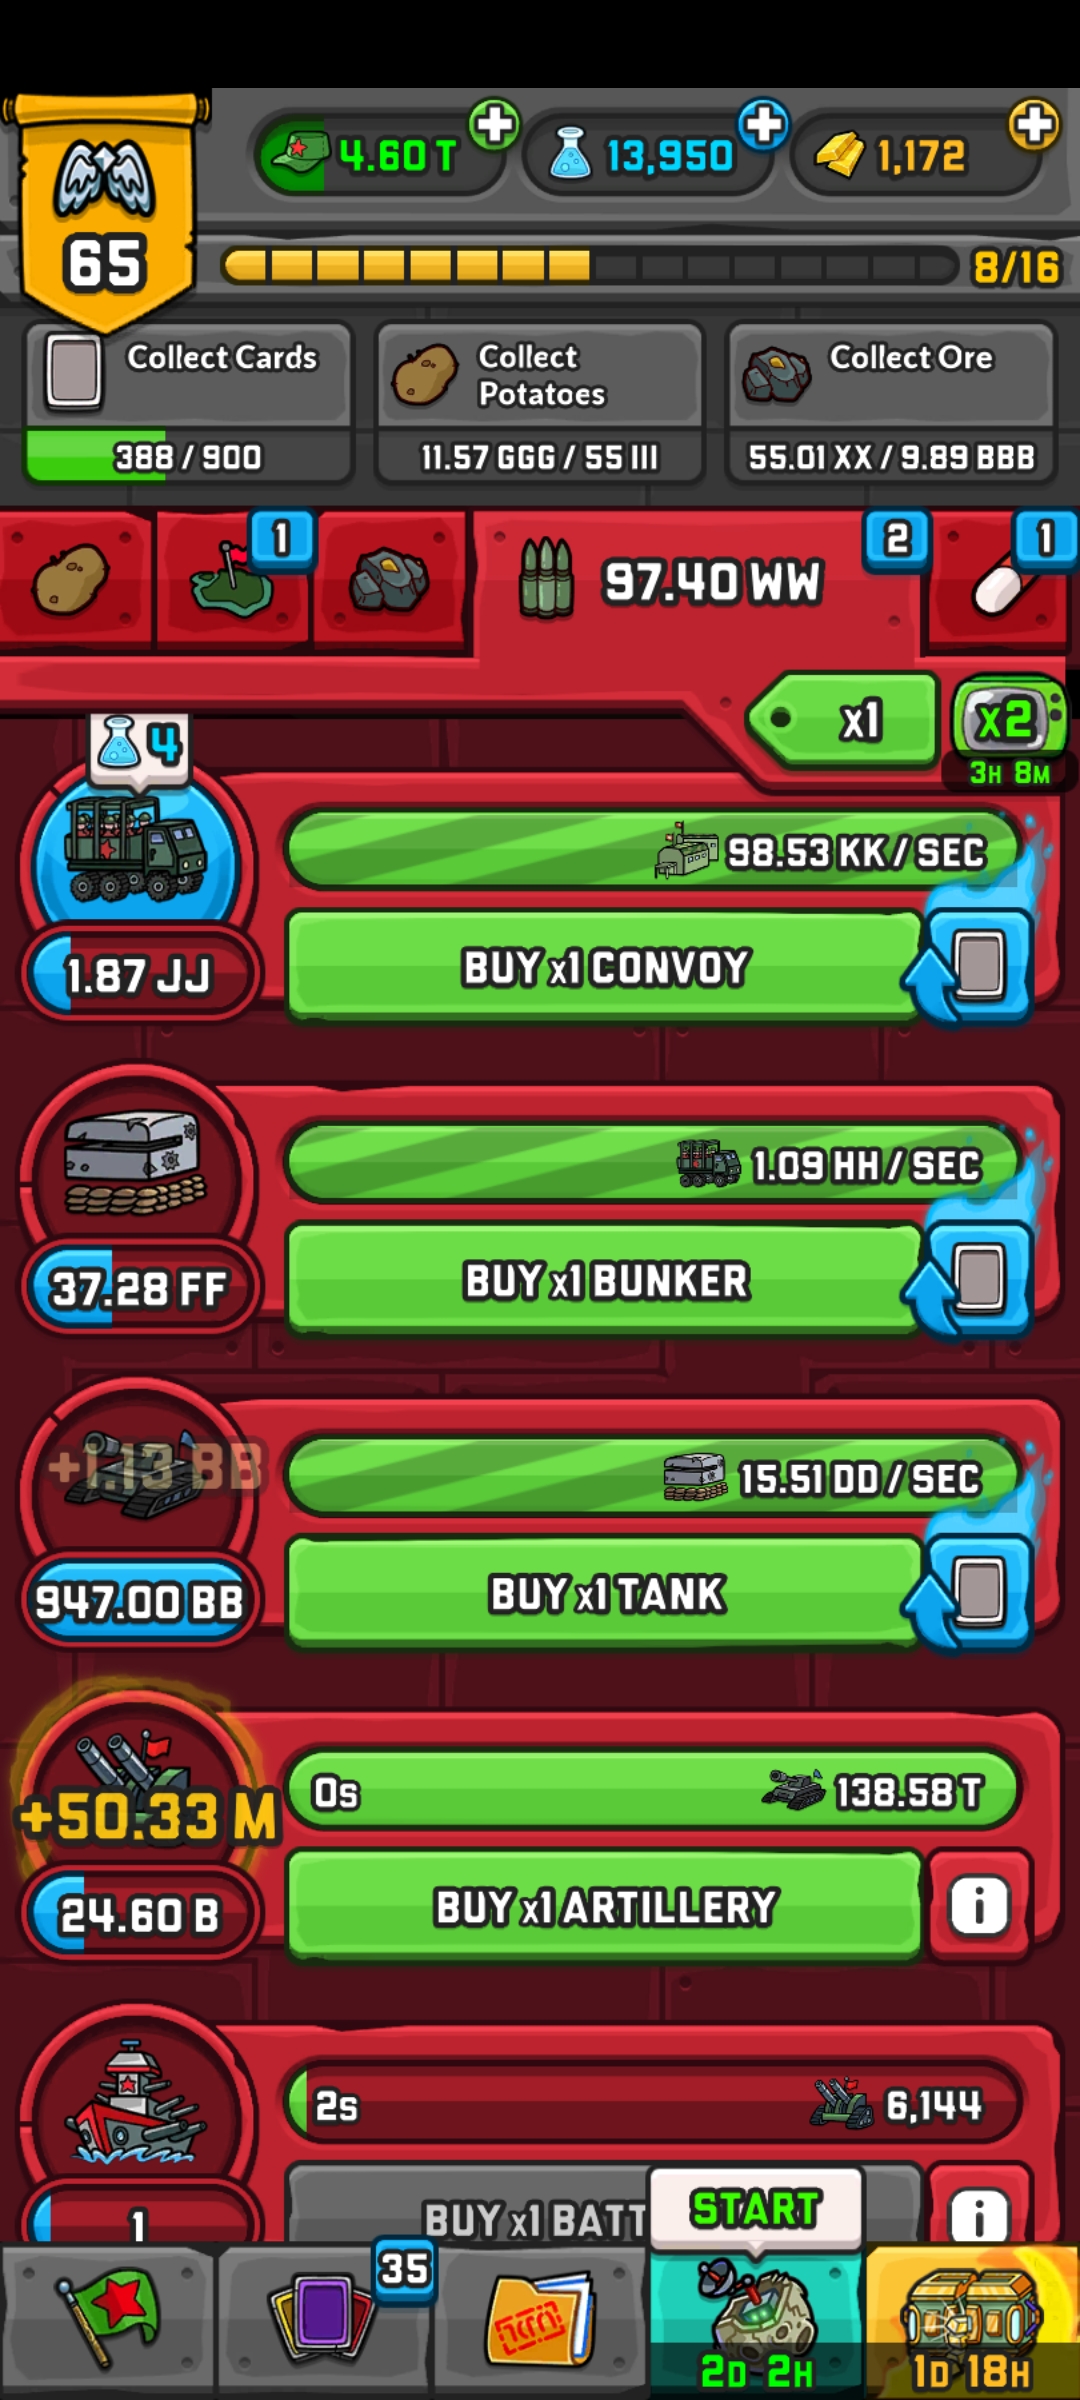 4.60 T
13,950
1,172
65
8/16
Collect Cards
388 / 900
Collect
Potatoes
11.57 GGG / 55 III
Collect Ore
55.01 XX / 9.89 BBB
1
97.40 WW
2
1
x1
x2
3H 8M
4
98.53 KK / SEC
1.87 JJ
BUY x1 CONVOY
1.09 HH / SEC
37.28 FF
BUY x1 BUNKER
+1.13 BB
15.51 DD / SEC
947.00 BB
BUY x1 TANK
+50.33 M
0s
138.58 T
24.60 B
BUY x1 ARTILLERY
i
2s
6,144
1
BUY x1 BATT
i
START
35
2D 2H
1D 18H